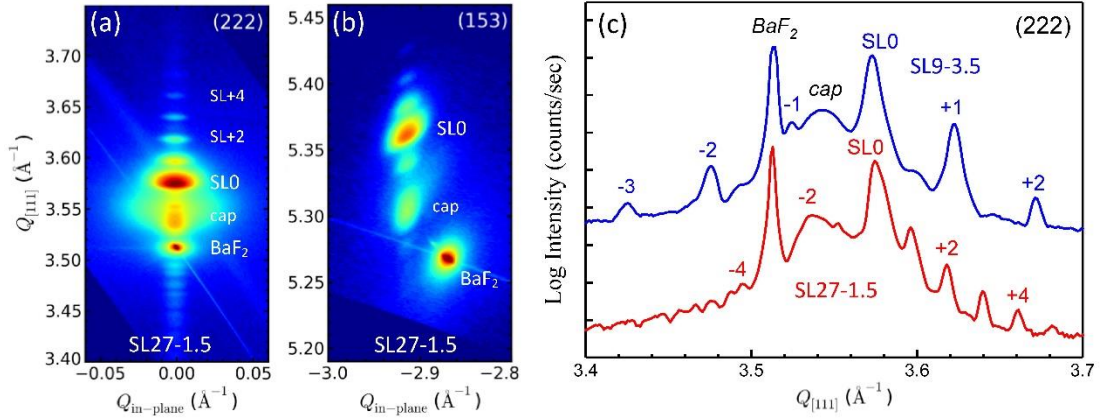 (a)
(222)
3.70
3.65
3.60
3.55
3.50
3.45
3.40
Q[111] (Å⁻¹)
SL+4
SL+2
SL0
cap
BaF₂
SL27-1.5
−0.05
0.00
0.05
Qin−plane (Å⁻¹)
(b)
(153)
5.40
5.35
5.30
5.25
5.20
SL0
cap
BaF₂
SL27-1.5
−3.0
−2.9
−2.8
Qin−plane (Å⁻¹)
(c)
BaF₂
(222)
SL0
SL9-3.5
-1
cap
+1
-2
SL0
-3
+2
-2
+2
-4
SL27-1.5
+4
Log Intensity (counts/sec)
3.4
3.5
3.6
3.7
Q[111] (Å⁻¹)